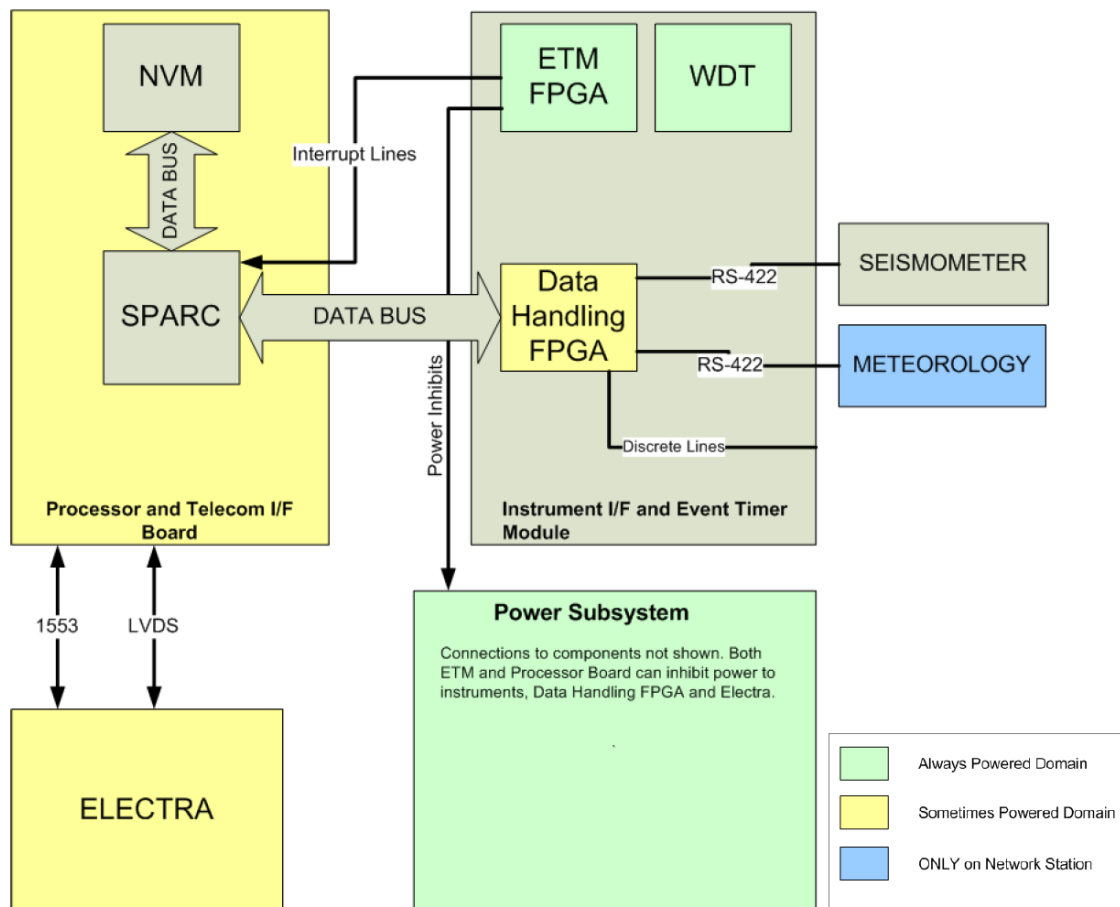 NVM
DATA BUS
SPARC
Processor and Telecom I/F
Board
Interrupt Lines
DATA BUS
Power Inhibits
ETM
FPGA
WDT
Data
Handling
FPGA
RS-422
RS-422
Discrete Lines
Instrument I/F and Event Timer
Module
SEISMOMETER
METEOROLOGY
1553
LVDS
ELECTRA
Power Subsystem
Connections to components not shown. Both
ETM and Processor Board can inhibit power to
instruments, Data Handling FPGA and Electra.
Always Powered Domain
Sometimes Powered Domain
ONLY on Network Station